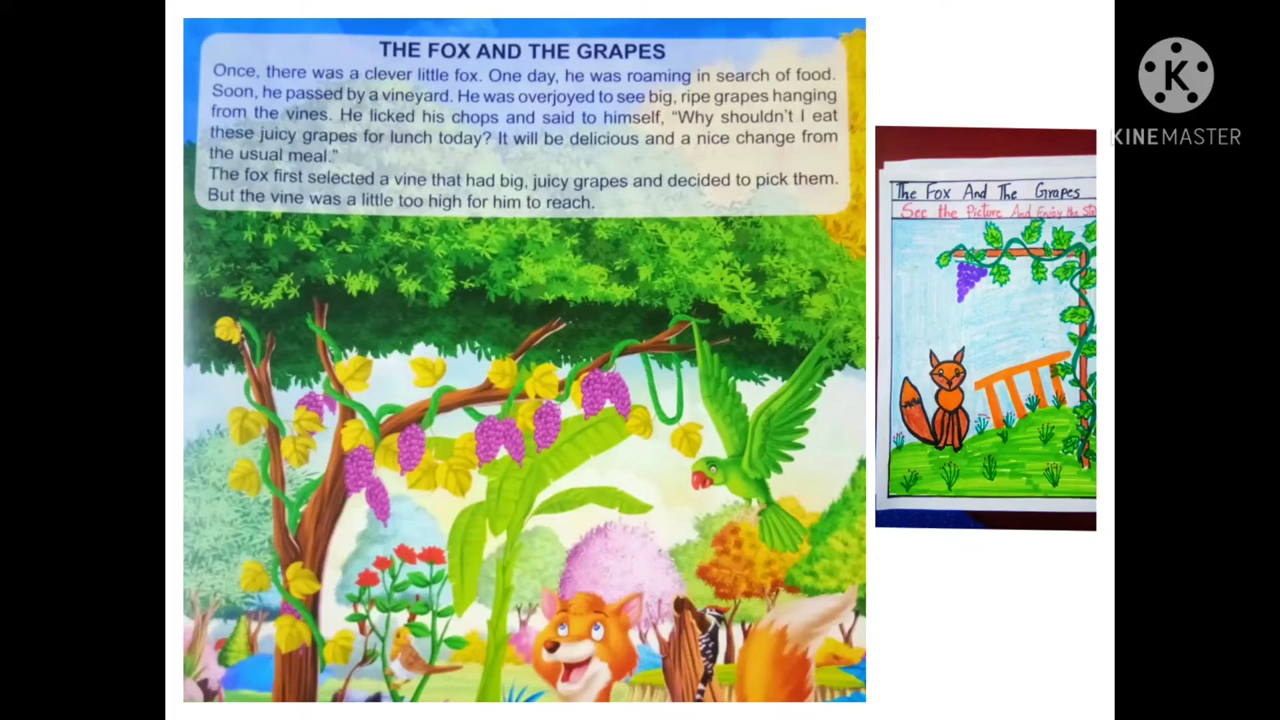 THE FOX AND THE GRAPES
Once, there was a clever little fox. One day, he was roaming in search of food.
Soon, he passed by a vineyard. He was overjoyed to see big, ripe grapes hanging
from the vines. He licked his chops and said to himself, "Why shouldn't I eat
these juicy grapes for lunch today? It will be delicious and a nice change from
the usual meal."
The fox first selected a vine that had big, juicy grapes and decided to pick them.
But the vine was a little too high for him to reach.
K
KINEMASTER
The Fox And The Grapes
See the Picture And Enjoy the